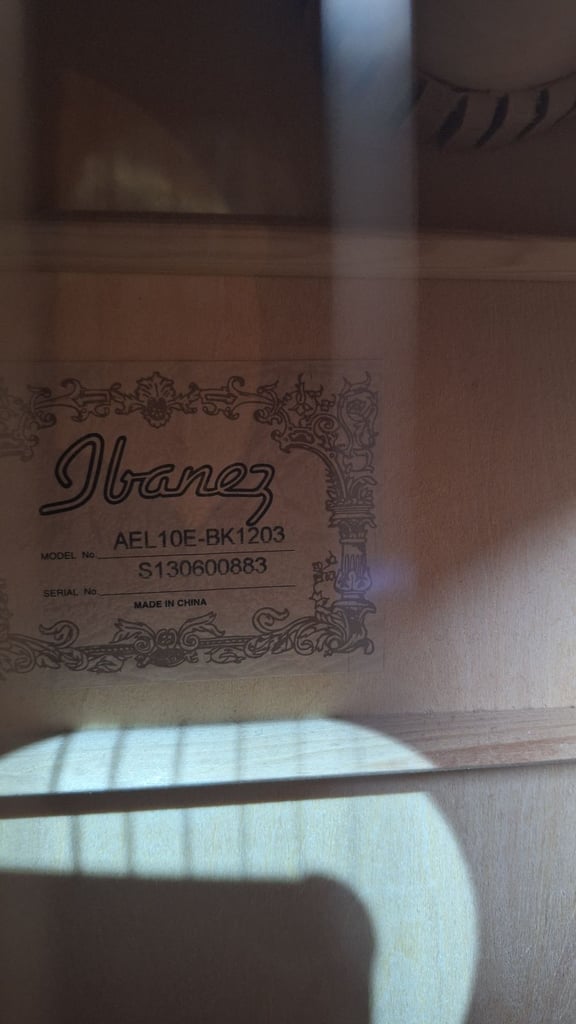 Ibanez
AEL10E-BK1203
MODEL No.
S130600883
SERIAL No.
MADE IN CHINA